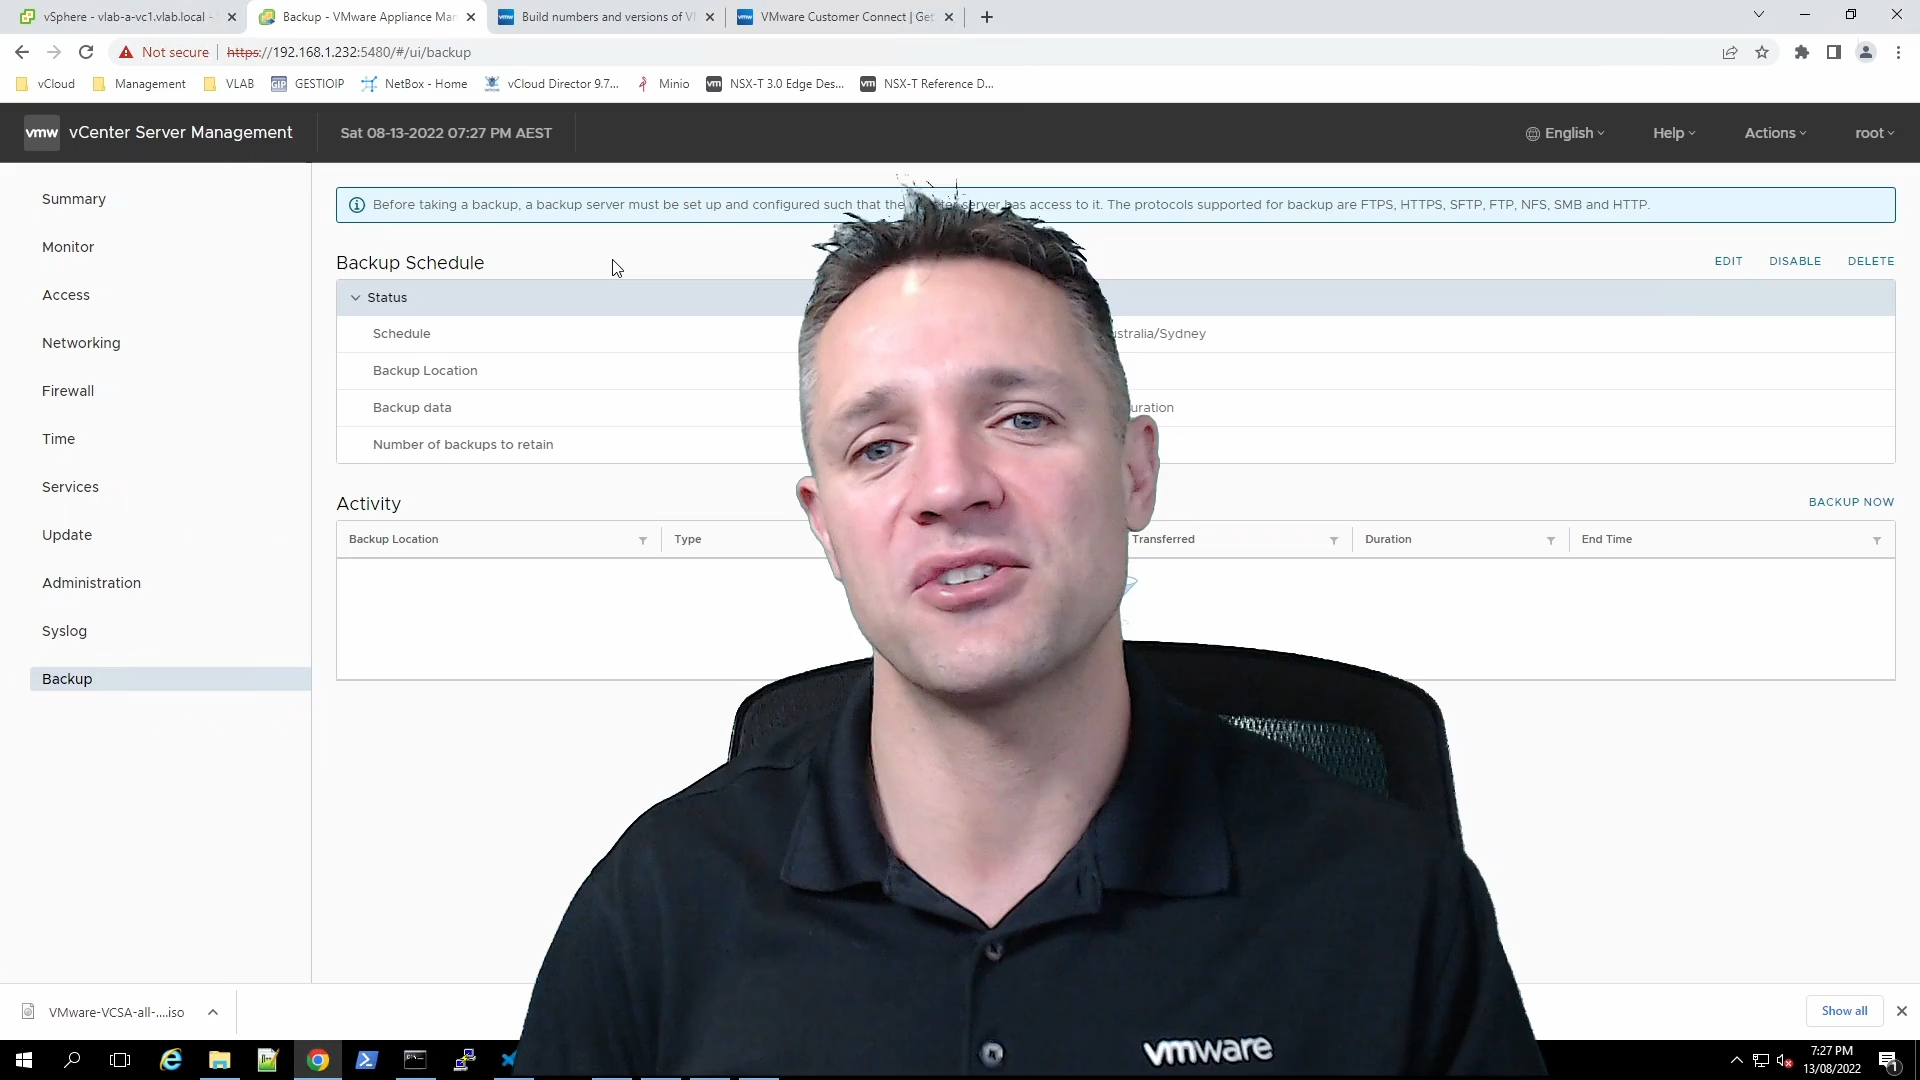 vSphere - vlab-a-vc1.vlab.local -
Backup - VMware Appliance Man
Build numbers and versions of V
VMware Customer Connect | Get
Not secure
https://192.168.1.232:5480/#/ui/backup
vCloud
Management
VLAB
GIP
GESTIOIP
NetBox - Home
vCloud Director 9.7...
Minio
NSX-T 3.0 Edge Des...
NSX-T Reference D...
vmw vCenter Server Management
Sat 08-13-2022 07:27 PM AEST
English
Help
Actions
root
Summary
Monitor
Access
Networking
Firewall
Time
Services
Update
Administration
Syslog
Backup
Before taking a backup, a backup server must be set up and configured such that the server has access to it. The protocols supported for backup are FTPS, HTTPS, SFTP, FTP, NFS, SMB and HTTP.
Backup Schedule
EDIT
DISABLE
DELETE
Status
Schedule
ustralia/Sydney
Backup Location
Backup data
uration
Number of backups to retain
Activity
BACKUP NOW
Backup Location
Type
Transferred
Duration
End Time
VMware-VCSA-all-....iso
Show all
vmware
7:27 PM
13/08/2022
1